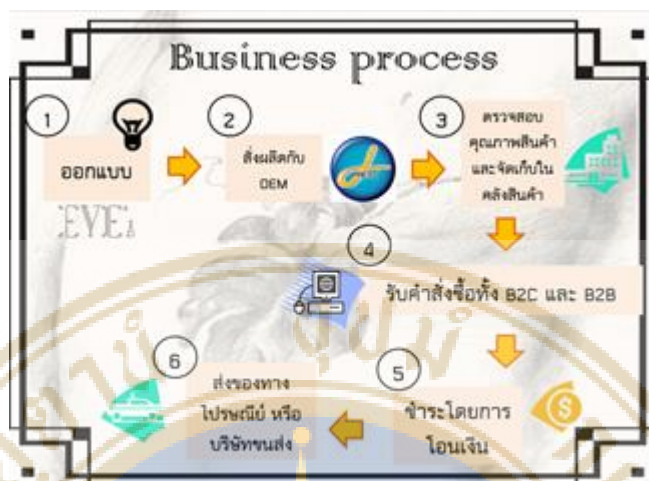 Business process
1
ออกแบบ
2
สั่งผลิตกับ
OEM
3
ตรวจสอบ
คุณภาพสินค้า
และจัดเก็บใน
คลังสินค้า
4
รับคำสั่งซื้อทั้ง B2C และ B2B
5
ชำระโดยการ
โอนเงิน
6
ส่งของทาง
ไปรษณีย์ หรือ
บริษัทขนส่ง